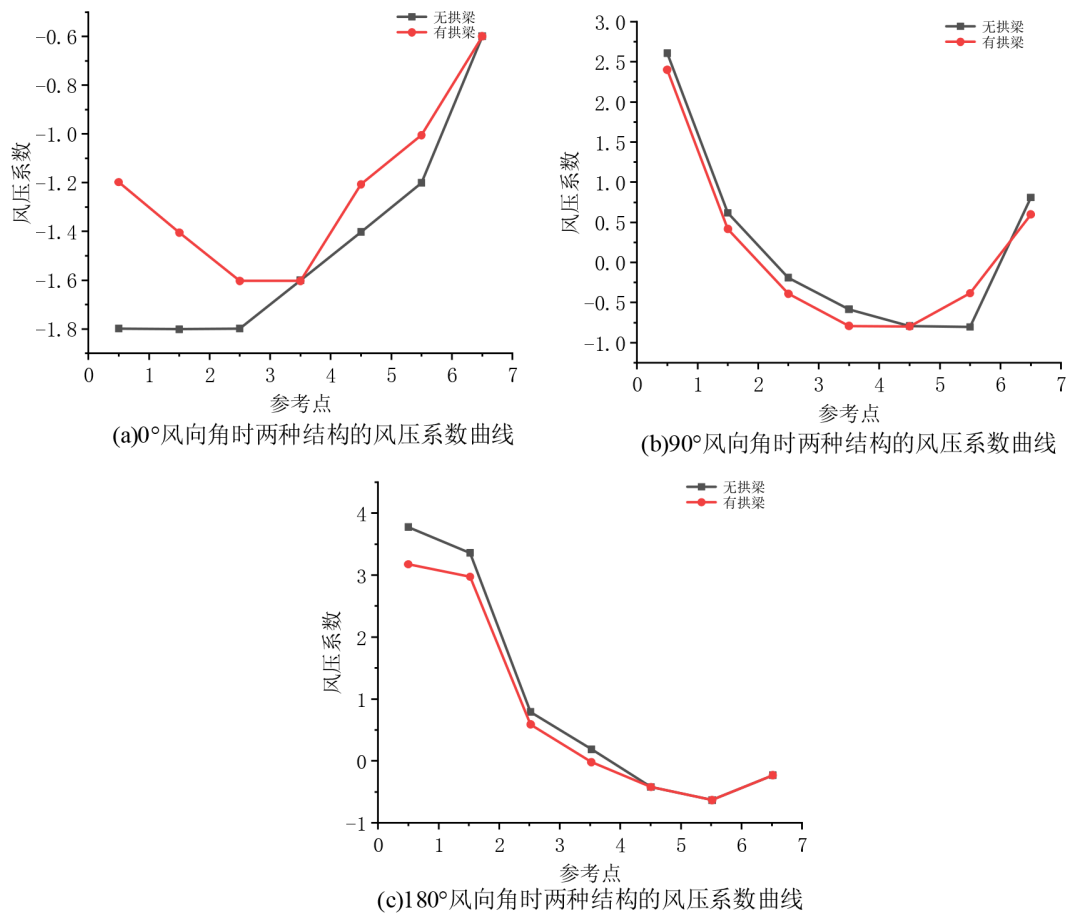 无拱梁
有拱梁
-0.6
-0.8
-1.0
-1.2
-1.4
-1.6
-1.8
风压系数
0 1 2 3 4 5 6 7
参考点
(a)0°风向角时两种结构的风压系数曲线
无拱梁
有拱梁
3.0
2.5
2.0
1.5
1.0
0.5
0.0
-0.5
-1.0
风压系数
0 1 2 3 4 5 6 7
参考点
(b)90°风向角时两种结构的风压系数曲线
无拱梁
有拱梁
4
3
2
1
0
-1
风压系数
0 1 2 3 4 5 6 7
参考点
(c)180°风向角时两种结构的风压系数曲线